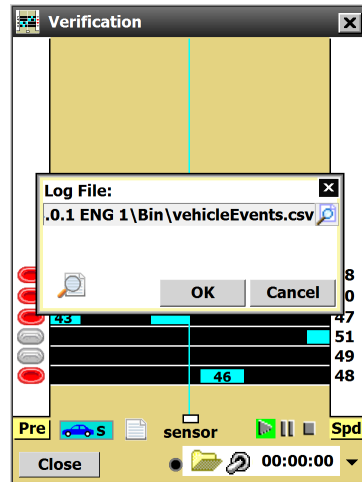 Verification
Log File:
.0.1 ENG 1\Bin\vehicleEvents.csv
OK
Cancel
8
0
43
47
51
49
46
48
Pre
S
sensor
Spd
Close
00:00:00